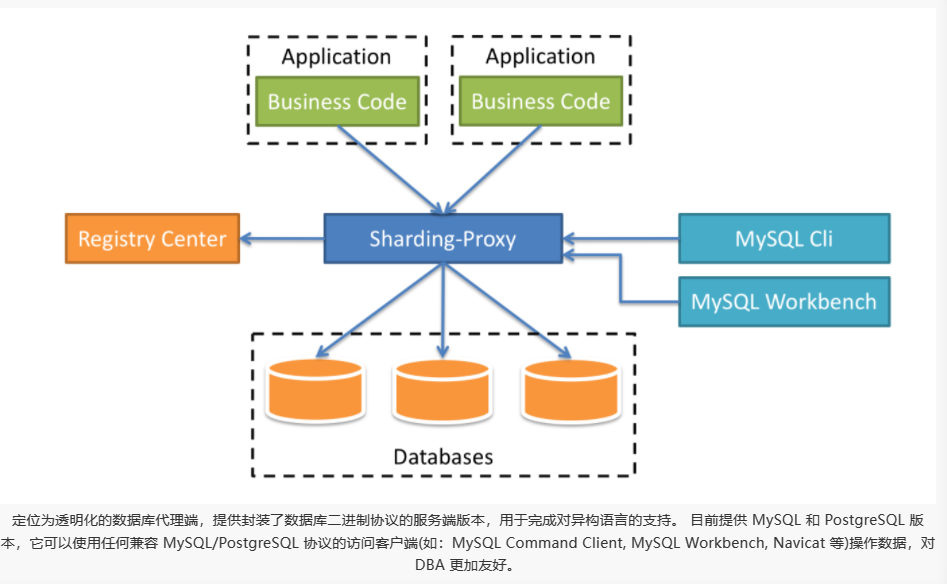 Application
Application
Business Code
Business Code
Registry Center
Sharding-Proxy
MySQL Cli
MySQL Workbench
Databases
定位为透明化的数据库代理端，提供封装了数据库二进制协议的服务端版本，用于完成对异构语言的支持。 目前提供 MySQL 和 PostgreSQL 版
本，它可以使用任何兼容 MySQL/PostgreSQL 协议的访问客户端(如：MySQL Command Client, MySQL Workbench, Navicat 等)操作数据，对
DBA 更加友好。